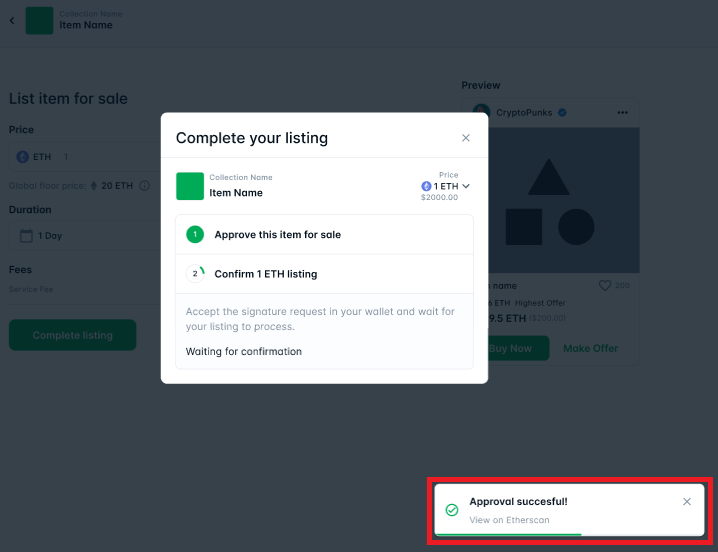 Collection Name
Item Name
List item for sale
Price
ETH 1
Global floor price: 20 ETH
Duration
1 Day
Fees
Service Fee
Complete listing
Complete your listing
Collection Name
Item Name
Price
1 ETH
$2000.00
1 Approve this item for sale
2 Confirm 1 ETH listing
Accept the signature request in your wallet and wait for
your listing to process.
Waiting for confirmation
Preview
CryptoPunks
name
200
ETH Highest Offer
9.5 ETH ($200.00)
Buy Now
Make Offer
Approval succesful!
View on Etherscan